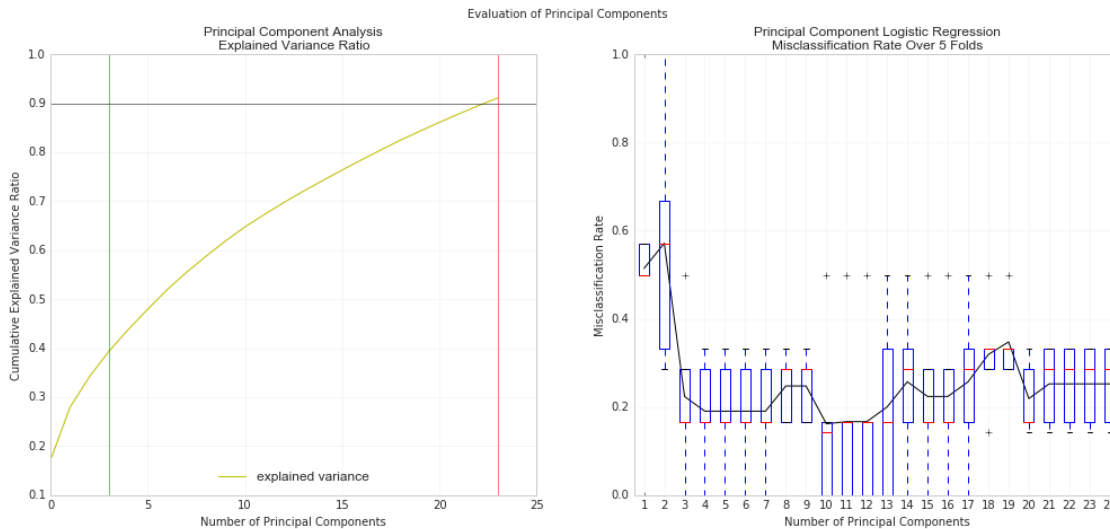 Evaluation of Principal Components
Principal Component Analysis
Explained Variance Ratio
1.0
0.9
0.8
0.7
0.6
0.5
0.4
0.3
0.2
0.1
Cumulative Explained Variance Ratio
explained variance
0 5 10 15 20 25
Number of Principal Components
Principal Component Logistic Regression
Misclassification Rate Over 5 Folds
1.0
0.8
0.6
0.4
0.2
0.0
Misclassification Rate
1 2 3 4 5 6 7 8 9 10 11 12 13 14 15 16 17 18 19 20 21 22 23
Number of Principal Components